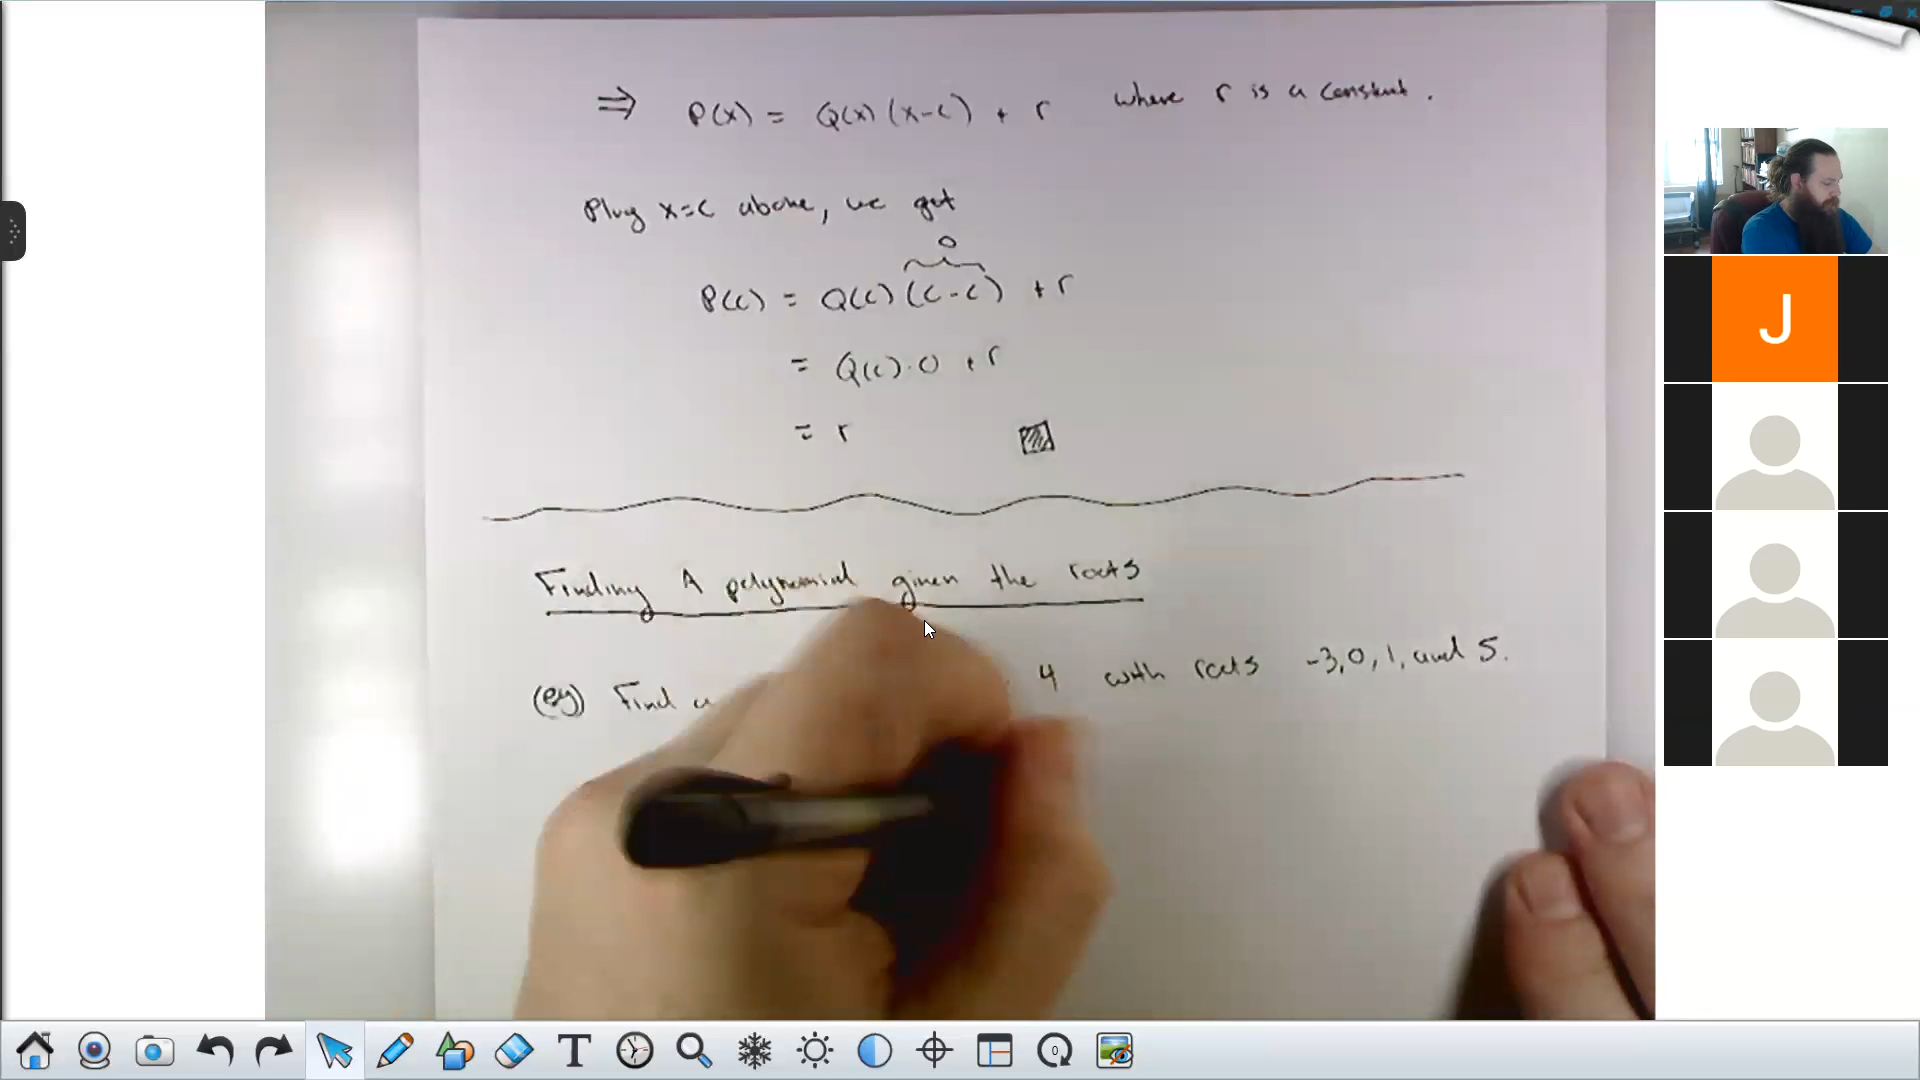 ⇒ P(x) = Q(x) (x-c) + r where r is a constant.
Plug x=c above, we get
0
P(c) = Q(c) (c-c) + r
= Q(c)·0 + r
= r
Finding A polynomial given the roots
(eg) Find a 4 with roots -3, 0, 1, and 5.
J
T
0